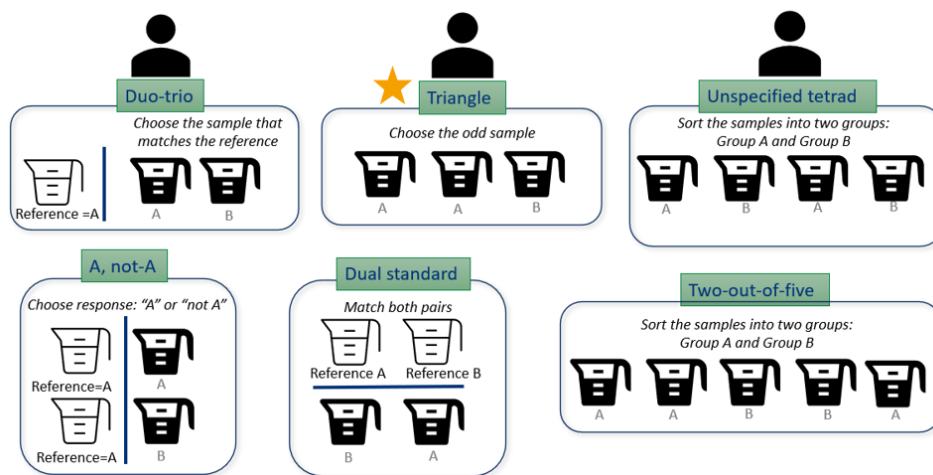 Duo-trio
Choose the sample that
matches the reference
Reference =A
A
B
Triangle
Choose the odd sample
A
A
B
Unspecified tetrad
Sort the samples into two groups:
Group A and Group B
A
B
A
B
A, not-A
Choose response: “A” or “not A”
Reference=A
A
Reference=A
B
Dual standard
Match both pairs
Reference A
Reference B
B
A
Two-out-of-five
Sort the samples into two groups:
Group A and Group B
A
A
B
B
A